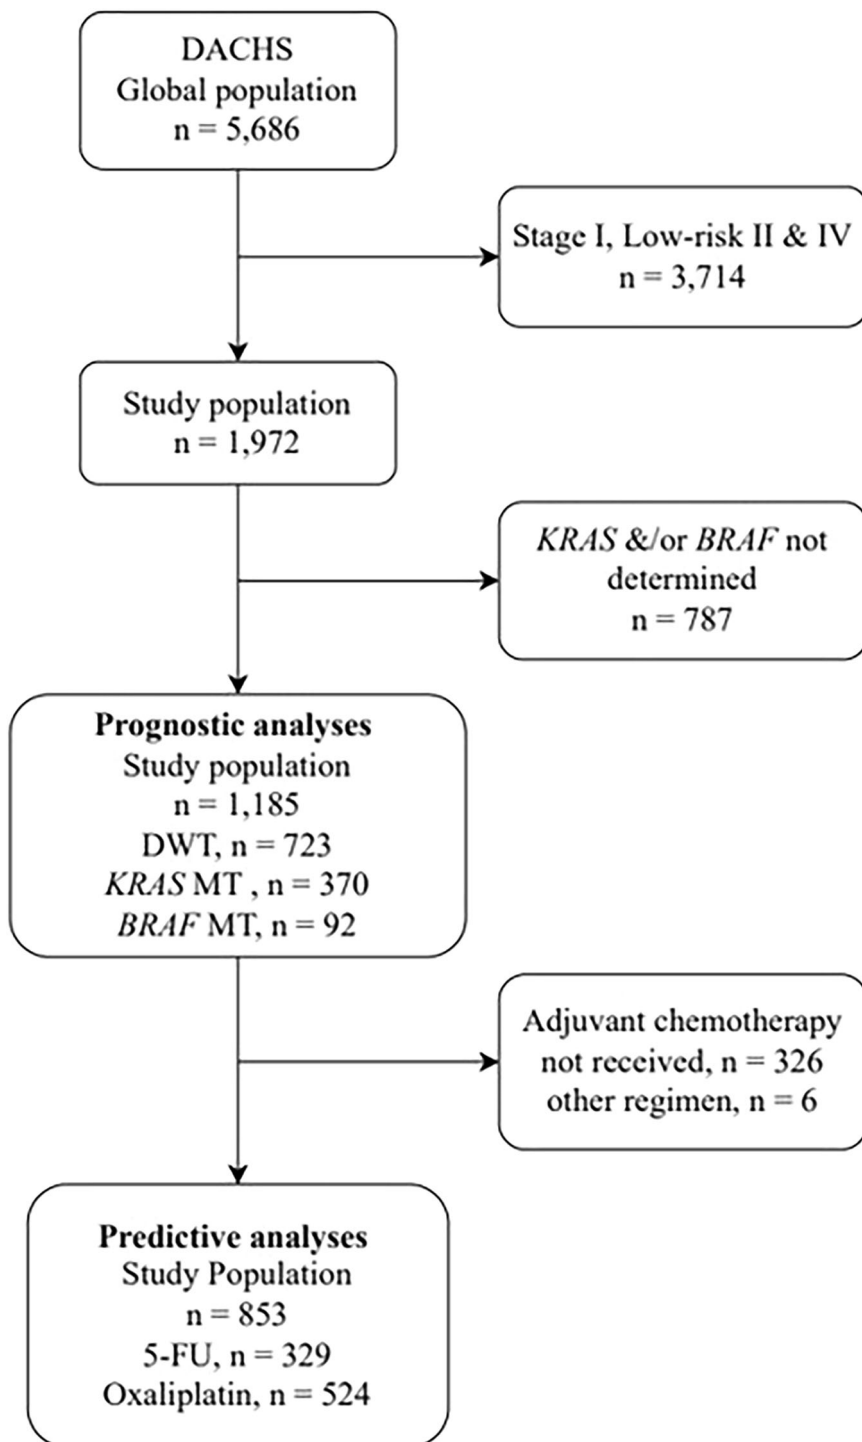 DACHS
Global population
n = 5,686
Stage I, Low-risk II & IV
n = 3,714
Study population
n = 1,972
KRAS &/or BRAF not
determined
n = 787
Prognostic analyses
Study population
n = 1,185
DWT, n = 723
KRAS MT , n = 370
BRAF MT, n = 92
Adjuvant chemotherapy
not received, n = 326
other regimen, n = 6
Predictive analyses
Study Population
n = 853
5-FU, n = 329
Oxaliplatin, n = 524